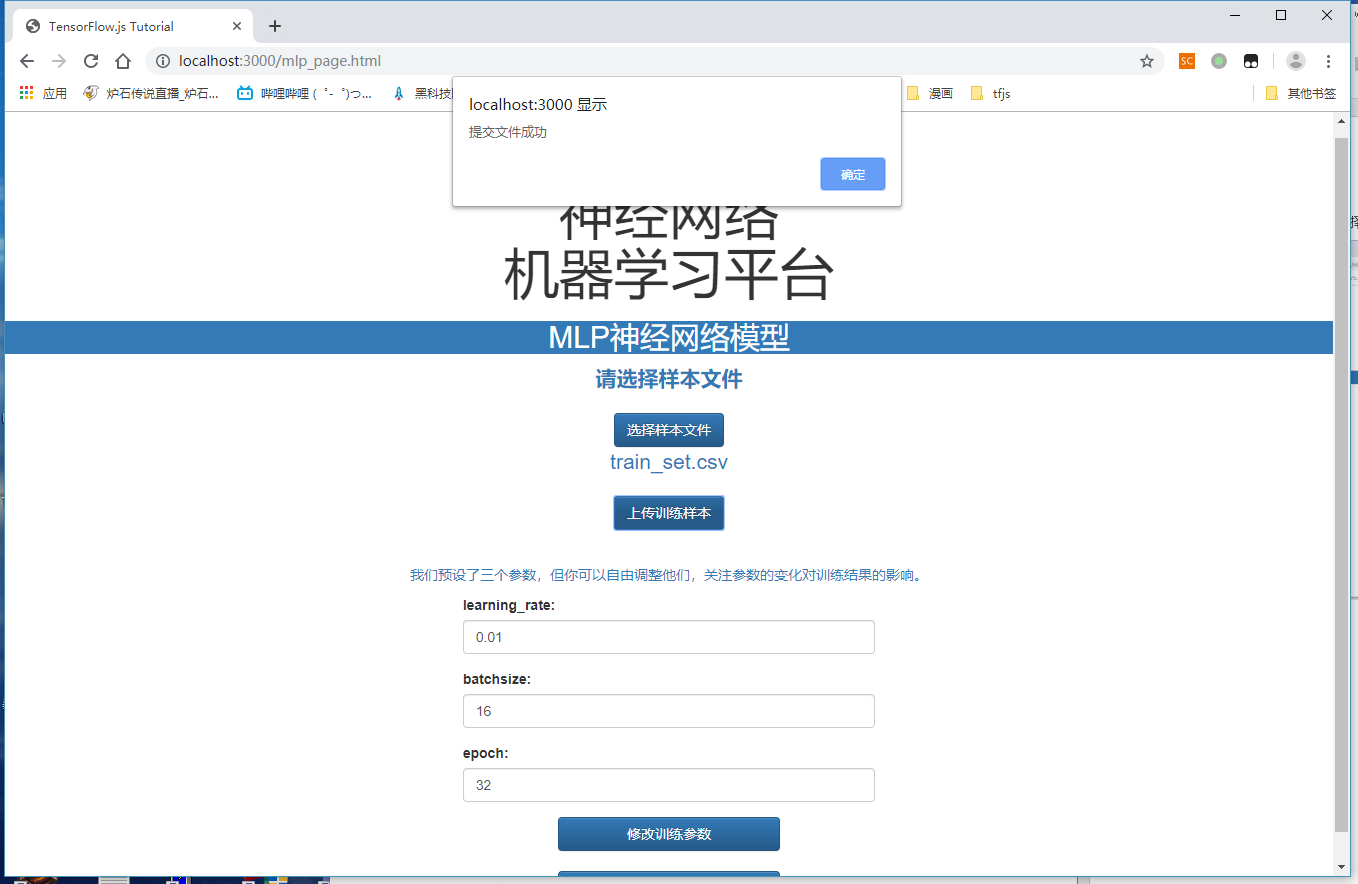 TensorFlow.js Tutorial
localhost:3000/mlp_page.html
SC
应用
炉石传说直播_炉石...
哔哩哔哩 ( ゜- ゜)つ...
黑科技
漫画
tfjs
其他书签
localhost:3000 显示
提交文件成功
确定
神经网络
机器学习平台
MLP神经网络模型
请选择样本文件
选择样本文件
train_set.csv
上传训练样本
我们预设了三个参数，但你可以自由调整他们，关注参数的变化对训练结果的影响。
learning_rate:
0.01
batchsize:
16
epoch:
32
修改训练参数